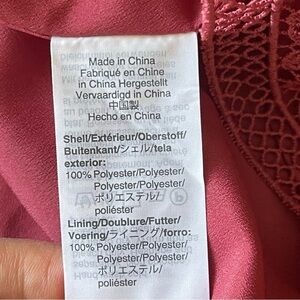 Made in China
Fabriqué en Chine
in China Hergestellt
Vervaardigd in China
中国製
Hecho en China
Shell/Extérieur/Oberstoff/
Buitenkant/シェル/tela
exterior:
100% Polyester/Polyester/
Polyester/Polyester/
ポリエステル/
poliéster
Lining/Doublure/Futter/
Voering/ライニング/forro:
100% Polyester/Polyester/
Polyester/Polyester/
ポリエステル/
poliéster